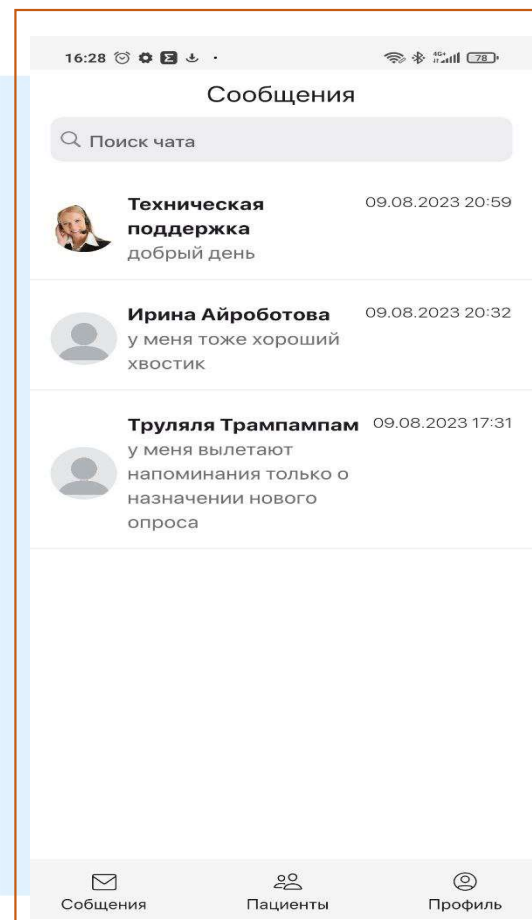 16:28
4G+
78
Сообщения
Поиск чата
Техническая
поддержка
09.08.2023 20:59
добрый день
Ирина Айроботова
09.08.2023 20:32
у меня тоже хороший
хвостик
Труляля Трампампам
09.08.2023 17:31
у меня вылетают
напоминания только о
назначении нового
опроса
Собщения
Пациенты
Профиль